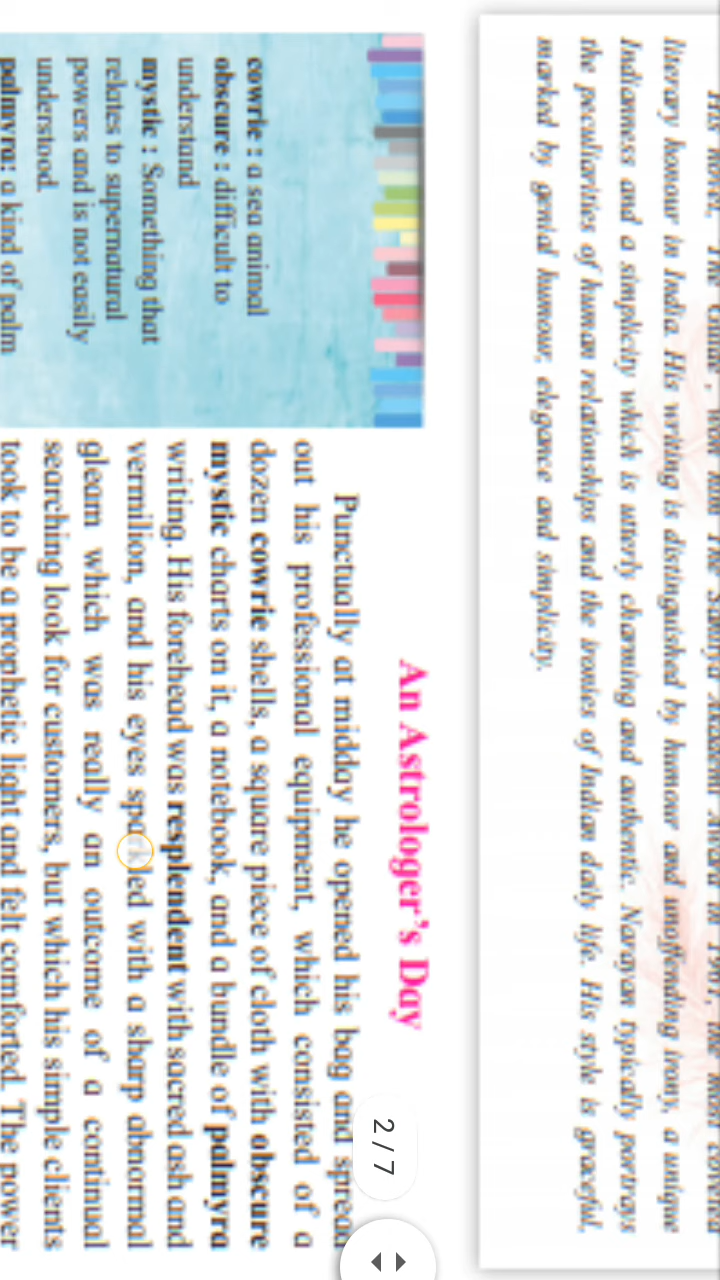 literary honour in India. His writing is distinguished by humour and unoffending irony, a unique
Indianness and a simplicity which is utterly charming and authentic. Narayan typically portrays
the peculiarities of human relationships and the ironies of Indian daily life. His style is graceful,
marked by genial humour, elegance and simplicity.
An Astrologer's Day
cowrie : a sea animal
obscure : difficult to
understand
mystic : Something that
relates to supernatural
powers and is not easily
understood.
palmyra: a kind of palm
Punctually at midday he opened his bag and spread
out his professional equipment, which consisted of a
dozen cowrie shells, a square piece of cloth with obscure
mystic charts on it, a notebook, and a bundle of palmyra
writing. His forehead was resplendent with sacred ash and
vermilion, and his eyes sparkled with a sharp abnormal
gleam which was really an outcome of a continual
searching look for customers, but which his simple clients
took to be a prophetic light and felt comforted. The power
2/7